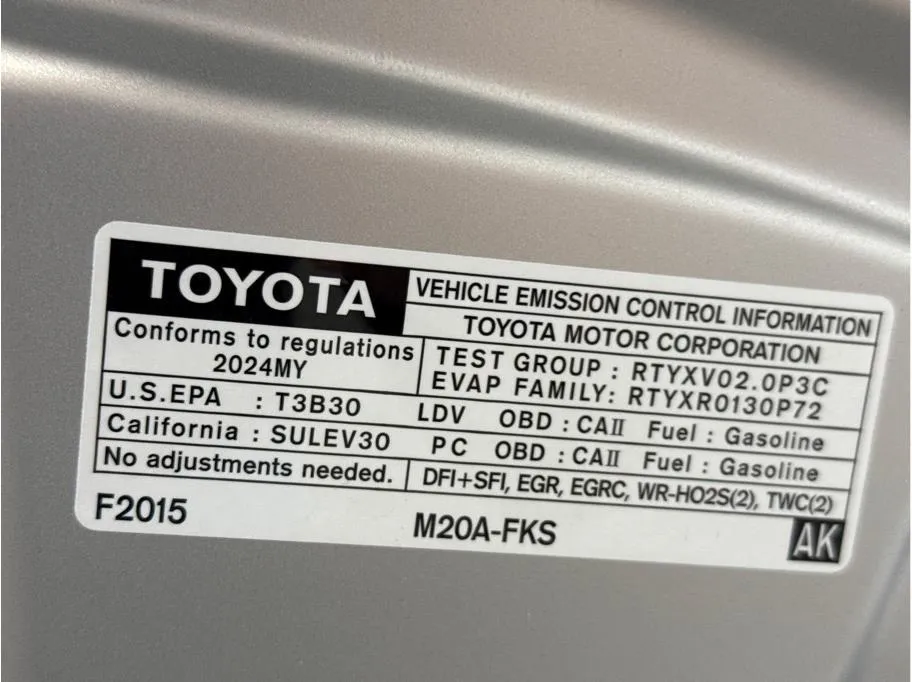 TOYOTA
VEHICLE EMISSION CONTROL INFORMATION
TOYOTA MOTOR CORPORATION
Conforms to regulations
2024MY
TEST GROUP : RTYXV02.0P3C
EVAP FAMILY: RTYXR0130P72
U.S.EPA : T3B30 LDV OBD : CAⅡ Fuel : Gasoline
California : SULEV30 PC OBD : CAⅡ Fuel : Gasoline
No adjustments needed. DFI+SFI, EGR, EGRC, WR-HO2S(2), TWC(2)
F2015 M20A-FKS AK